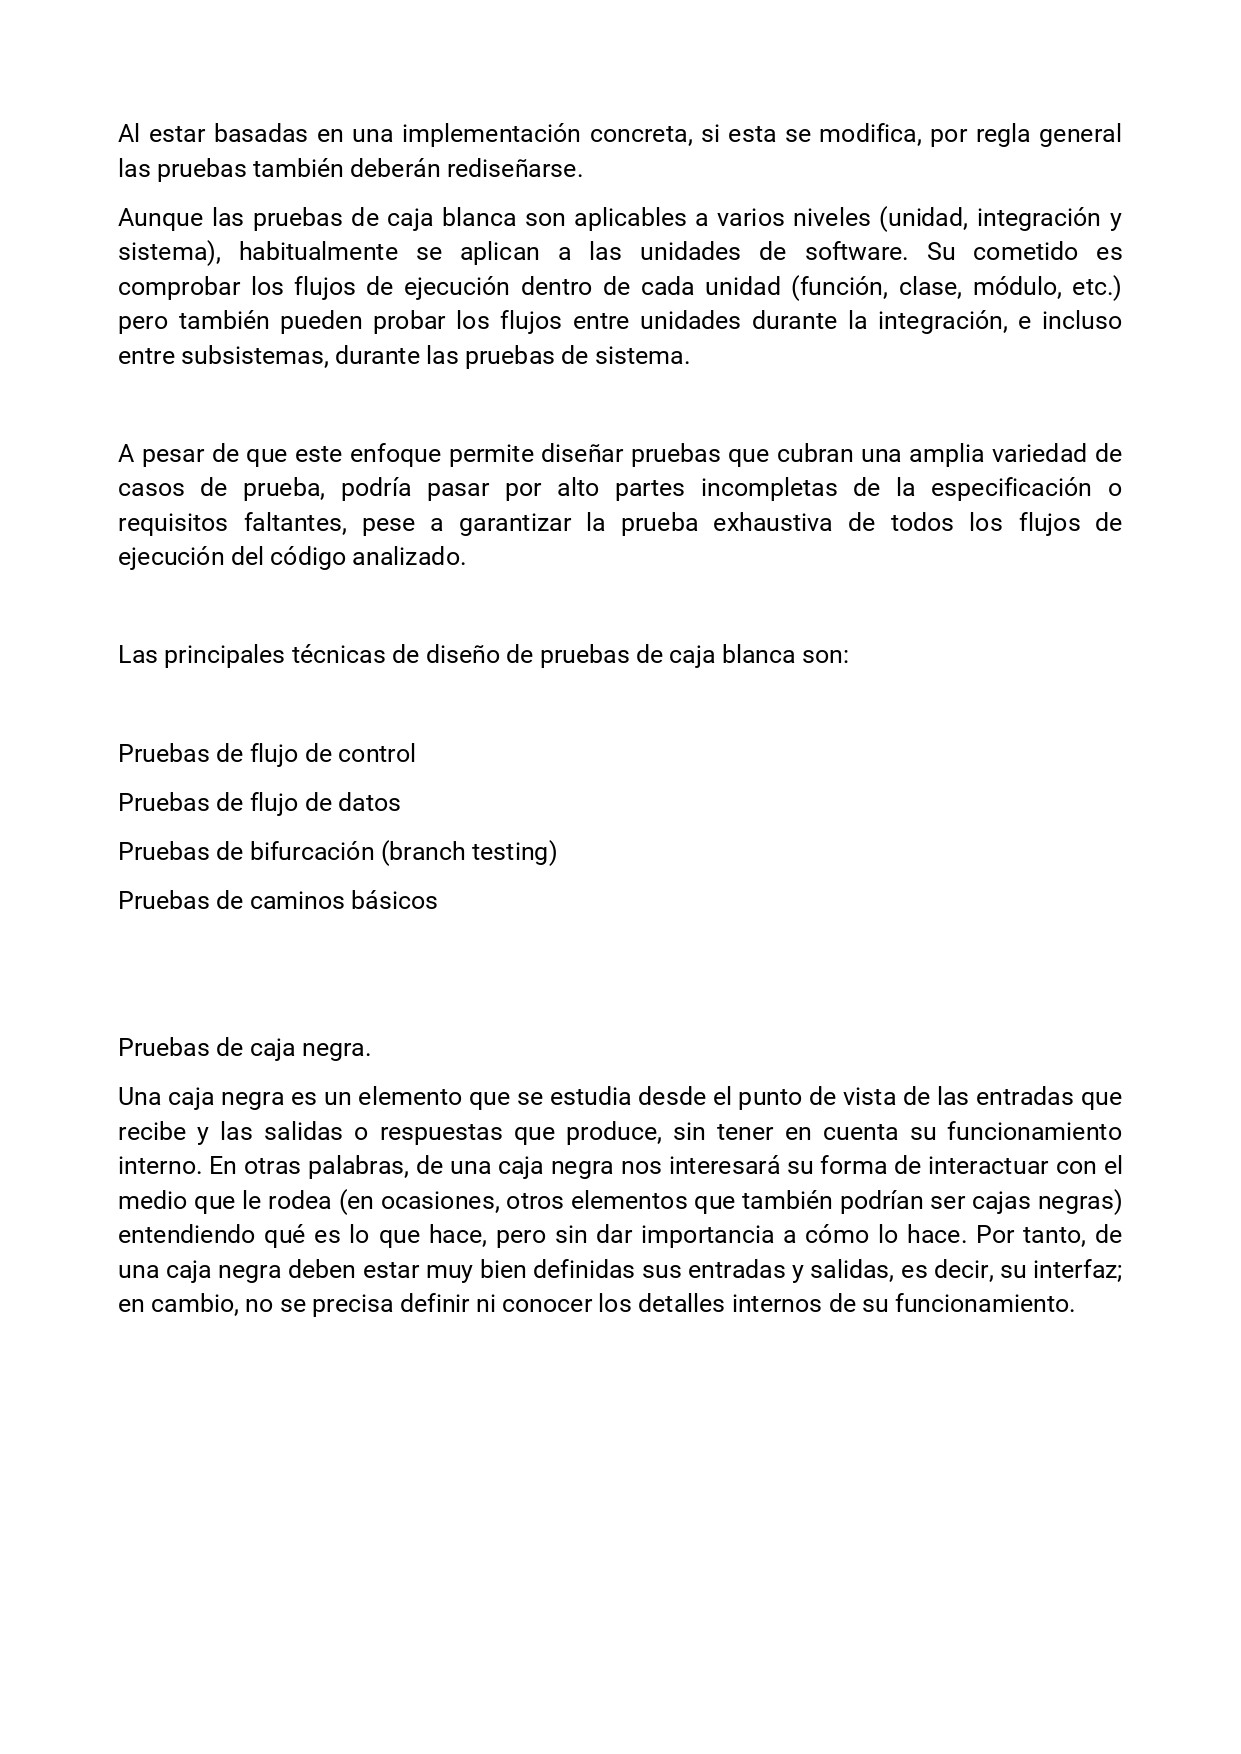 Al estar basadas en una implementación concreta, si esta se modifica, por regla general
las pruebas también deberán rediseñarse.
Aunque las pruebas de caja blanca son aplicables a varios niveles (unidad, integración y
sistema), habitualmente se aplican a las unidades de software. Su cometido es
comprobar los flujos de ejecución dentro de cada unidad (función, clase, módulo, etc.)
pero también pueden probar los flujos entre unidades durante la integración, e incluso
entre subsistemas, durante las pruebas de sistema.
A pesar de que este enfoque permite diseñar pruebas que cubran una amplia variedad de
casos de prueba, podría pasar por alto partes incompletas de la especificación o
requisitos faltantes, pese a garantizar la prueba exhaustiva de todos los flujos de
ejecución del código analizado.
Las principales técnicas de diseño de pruebas de caja blanca son:
Pruebas de flujo de control
Pruebas de flujo de datos
Pruebas de bifurcación (branch testing)
Pruebas de caminos básicos
Pruebas de caja negra.
Una caja negra es un elemento que se estudia desde el punto de vista de las entradas que
recibe y las salidas o respuestas que produce, sin tener en cuenta su funcionamiento
interno. En otras palabras, de una caja negra nos interesará su forma de interactuar con el
medio que le rodea (en ocasiones, otros elementos que también podrían ser cajas negras)
entendiendo qué es lo que hace, pero sin dar importancia a cómo lo hace. Por tanto, de
una caja negra deben estar muy bien definidas sus entradas y salidas, es decir, su interfaz;
en cambio, no se precisa definir ni conocer los detalles internos de su funcionamiento.